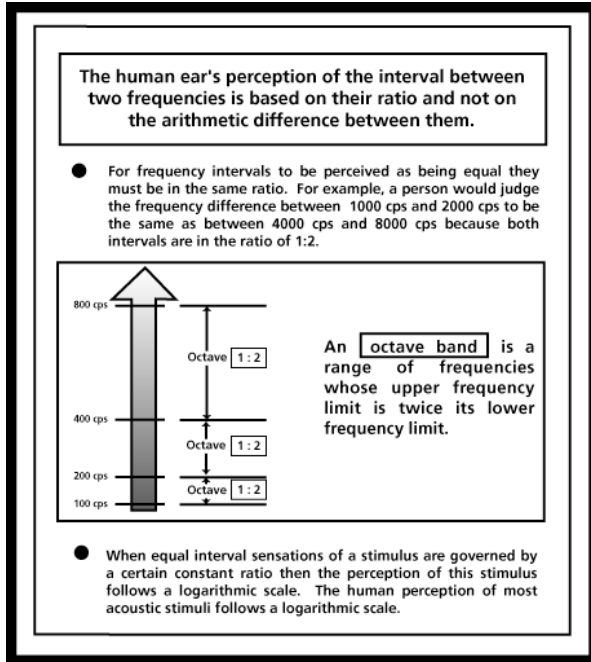 The human ear's perception of the interval between
two frequencies is based on their ratio and not on
the arithmetic difference between them.
For frequency intervals to be perceived as being equal they
must be in the same ratio. For example, a person would judge
the frequency difference between 1000 cps and 2000 cps to be
the same as between 4000 cps and 8000 cps because both
intervals are in the ratio of 1:2.
800 cps
Octave 1 : 2
400 cps
Octave 1 : 2
200 cps
Octave 1 : 2
100 cps
An octave band is a
range of frequencies
whose upper frequency
limit is twice its lower
frequency limit.
When equal interval sensations of a stimulus are governed by
a certain constant ratio then the perception of this stimulus
follows a logarithmic scale. The human perception of most
acoustic stimuli follows a logarithmic scale.